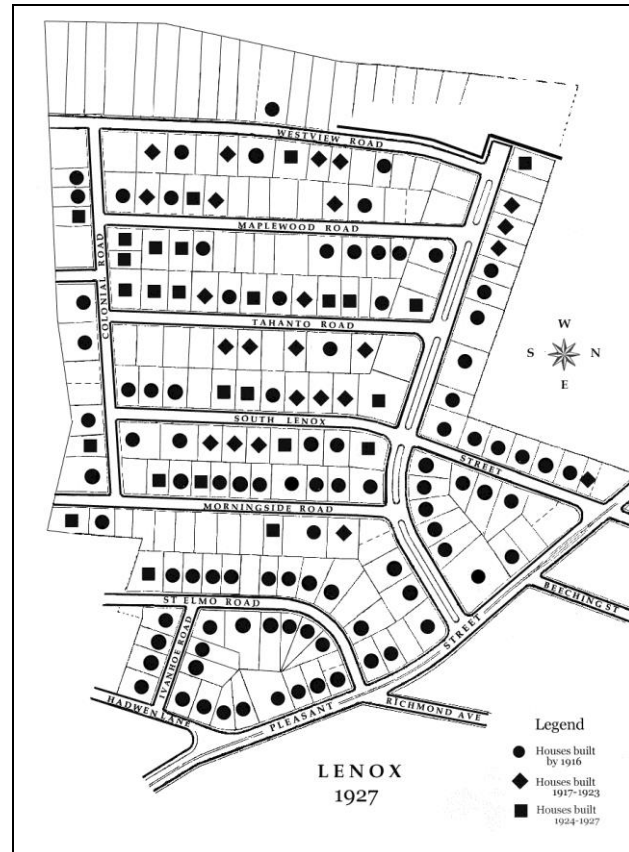 WESTVIEW ROAD
MAPLEWOOD ROAD
COLONIAL ROAD
TAHANTO ROAD
W
S N
E
SOUTH LENOX
STREET
MORNINGSIDE ROAD
BEECHING ST
ST ELMO ROAD
IVANHOE ROAD
STREET
HADWEN LANE
PLEASANT
RICHMOND AVE
Legend
Houses built
by 1916
Houses built
1917-1923
Houses built
1924-1927
LENOX
1927